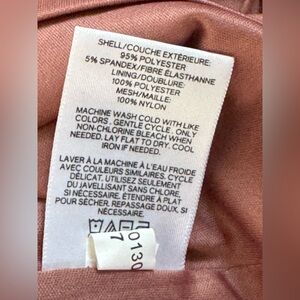 SHELL/COUCHE EXTÉRIEURE:
95% POLYESTER
5% SPANDEX/FIBRE ÉLASTHANNE
LINING/DOUBLURE:
100% POLYESTER
MESH/MAILLE:
100% NYLON
MACHINE WASH COLD WITH LIKE
COLORS. GENTLE CYCLE. ONLY
NON-CHLORINE BLEACH WHEN
NEEDED. LAY FLAT TO DRY. COOL
IRON IF NEEDED.
LAVER À LA MACHINE À L'EAU FROIDE
AVEC COULEURS SIMILAIRES. CYCLE
DÉLICAT. UTILISEZ SEULEMENT
DU JAVELLISANT SANS CHLORE
SI NÉCESSAIRE. ÉTENDRE À PLAT
POUR SÉCHER. REPASSAGE DOUX, SI
NÉCESSAIRE.
0130
7